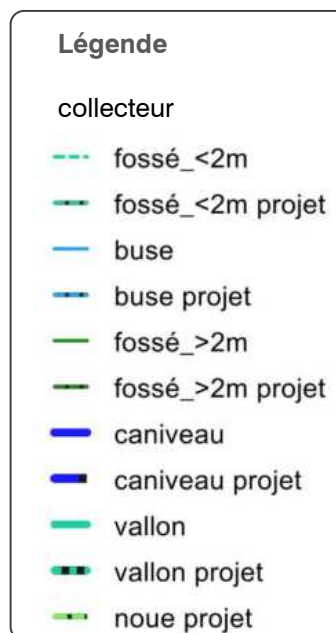 Légende
collecteur
fossé_<2m
fossé_<2m projet
buse
buse projet
fossé_>2m
fossé_>2m projet
caniveau
caniveau projet
vallon
vallon projet
noue projet